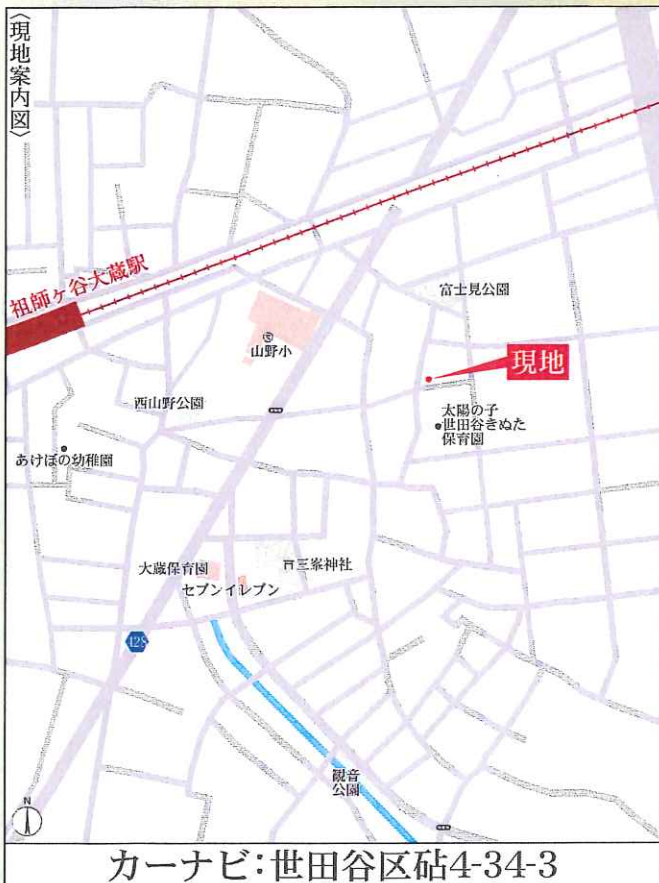 〈現地案内図〉
祖師ヶ谷大蔵駅
富士見公園
山野小
現地
西山野公園
太陽の子
世田谷きぬた
保育園
あけぼの幼稚園
大蔵保育園
三峯神社
セブンイレブン
428
観音
公園
N
カーナビ:世田谷区砧4-34-3